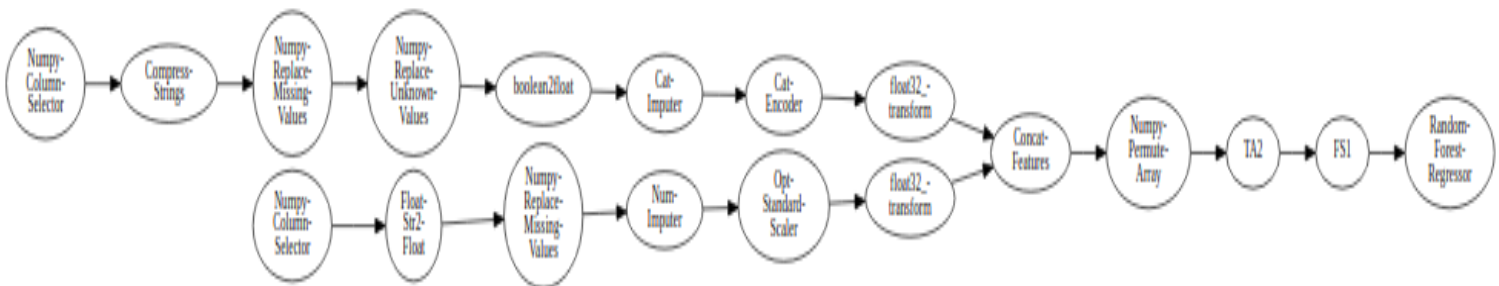 Numpy-
Column-
Selector
Compress-
Strings
Numpy-
Replace-
Missing-
Values
Numpy-
Replace-
Unknown-
Values
boolean2float
Cat-
Imputer
Cat-
Encoder
float32_-
transform
Numpy-
Column-
Selector
Float-
Str2-
Float
Numpy-
Replace-
Missing-
Values
Num-
Imputer
Opt-
Standard-
Scaler
float32_-
transform
Concat-
Features
Numpy-
Permute-
Array
TA2
FS1
Random-
Forest-
Regressor